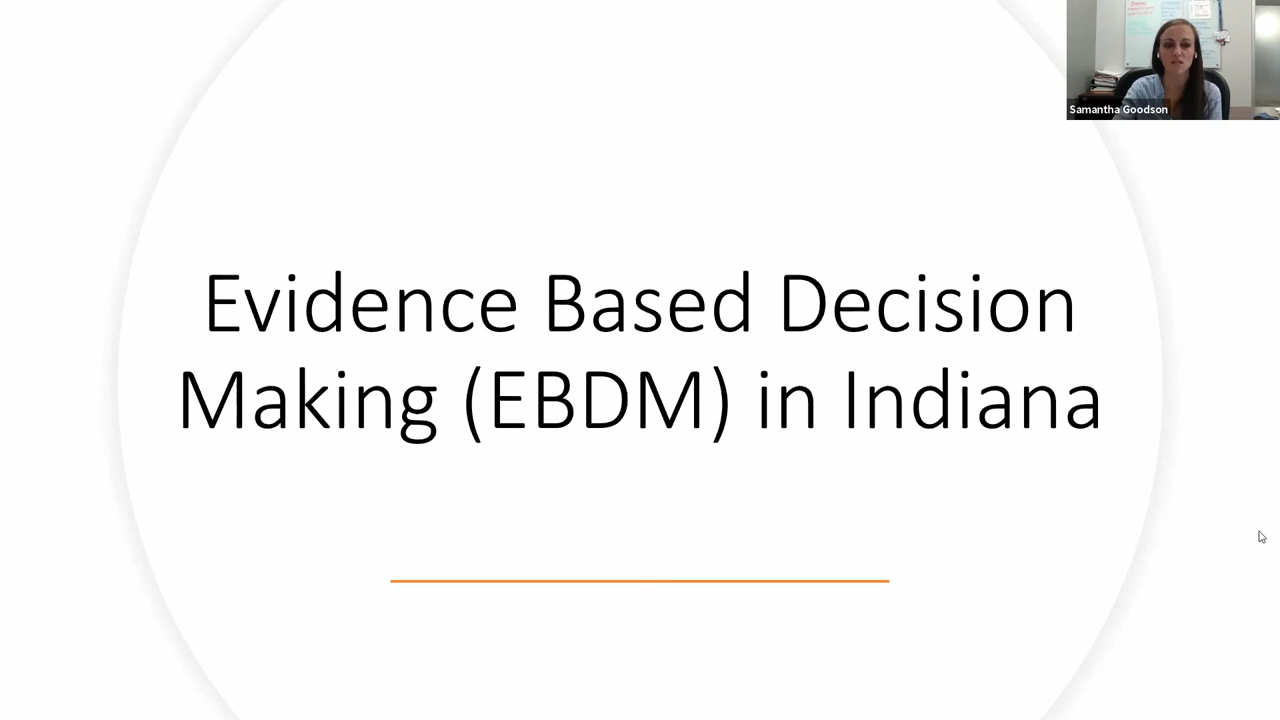 Samantha Goodson
Evidence Based Decision
Making (EBDM) in Indiana